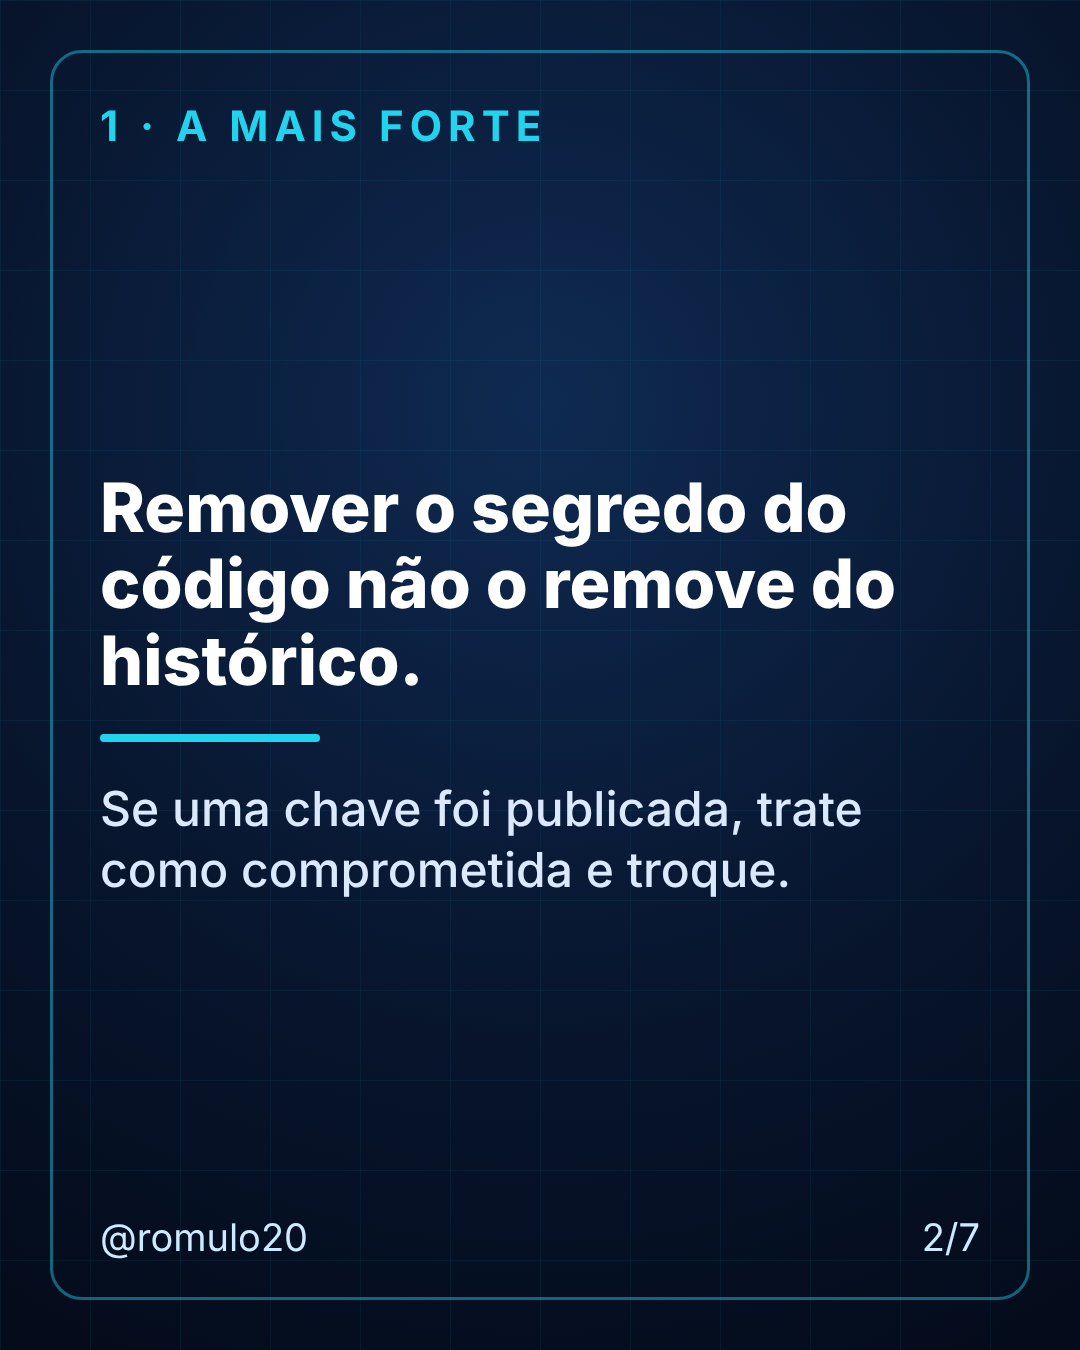 1 · A MAIS FORTE
Remover o segredo do
código não o remove do
histórico.
Se uma chave foi publicada, trate
como comprometida e troque.
@romulo20
2/7